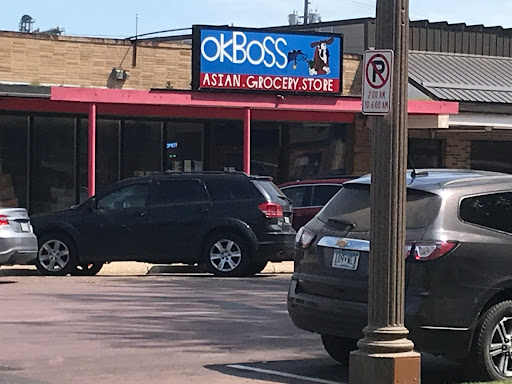 okBoss
ASIAN.GROCERY.STORE
P
2:00 AM
TO 6:00 AM